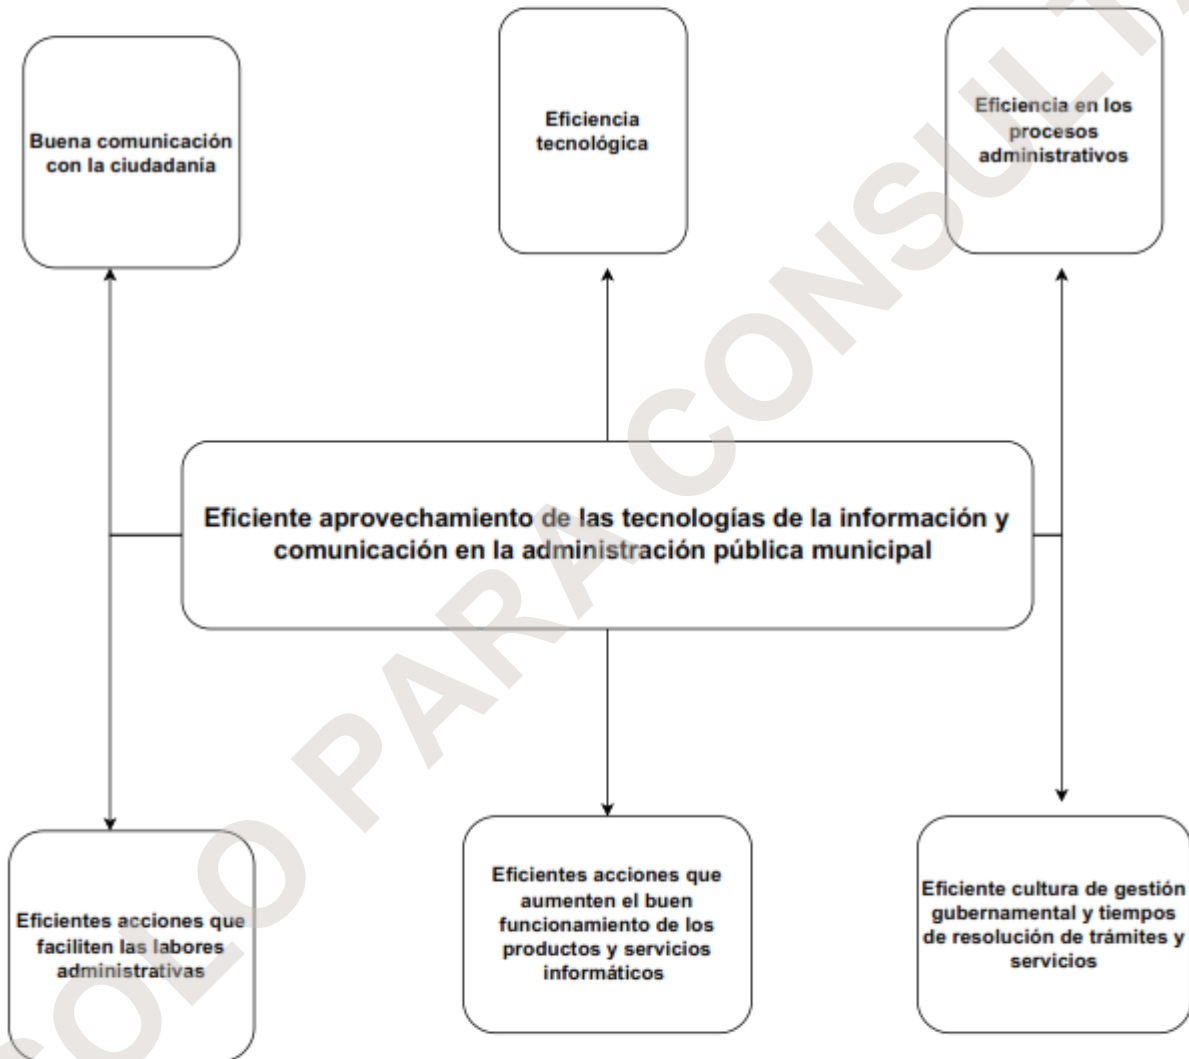 Buena comunicación
con la ciudadanía
Eficiencia
tecnológica
Eficiencia en los
procesos
administrativos
Eficiente aprovechamiento de las tecnologías de la información y
comunicación en la administración pública municipal
Eficientes acciones que
faciliten las labores
administrativas
Eficientes acciones que
aumenten el buen
funcionamiento de los
productos y servicios
informáticos
Eficiente cultura de gestión
gubernamental y tiempos
de resolución de trámites y
servicios
SOLO PARA CONSULTA